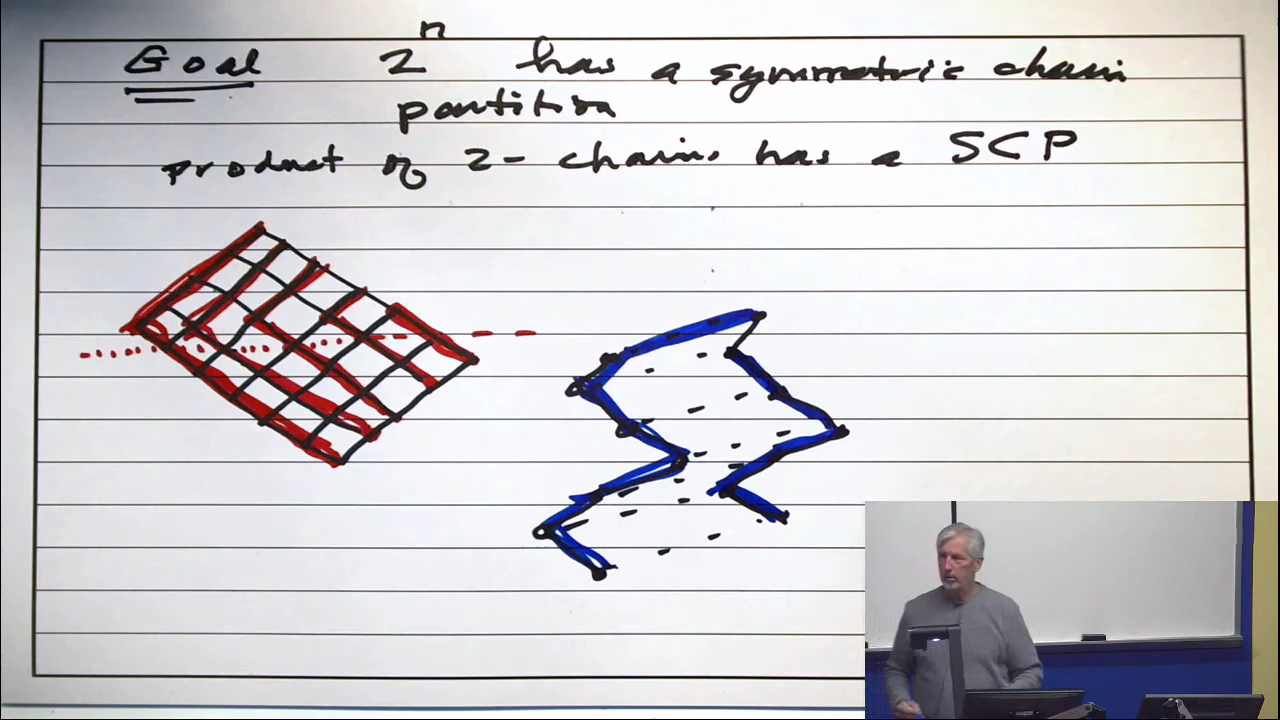 Goal 2^n has a symmetric chain
partition
product of 2-chains has a SCP